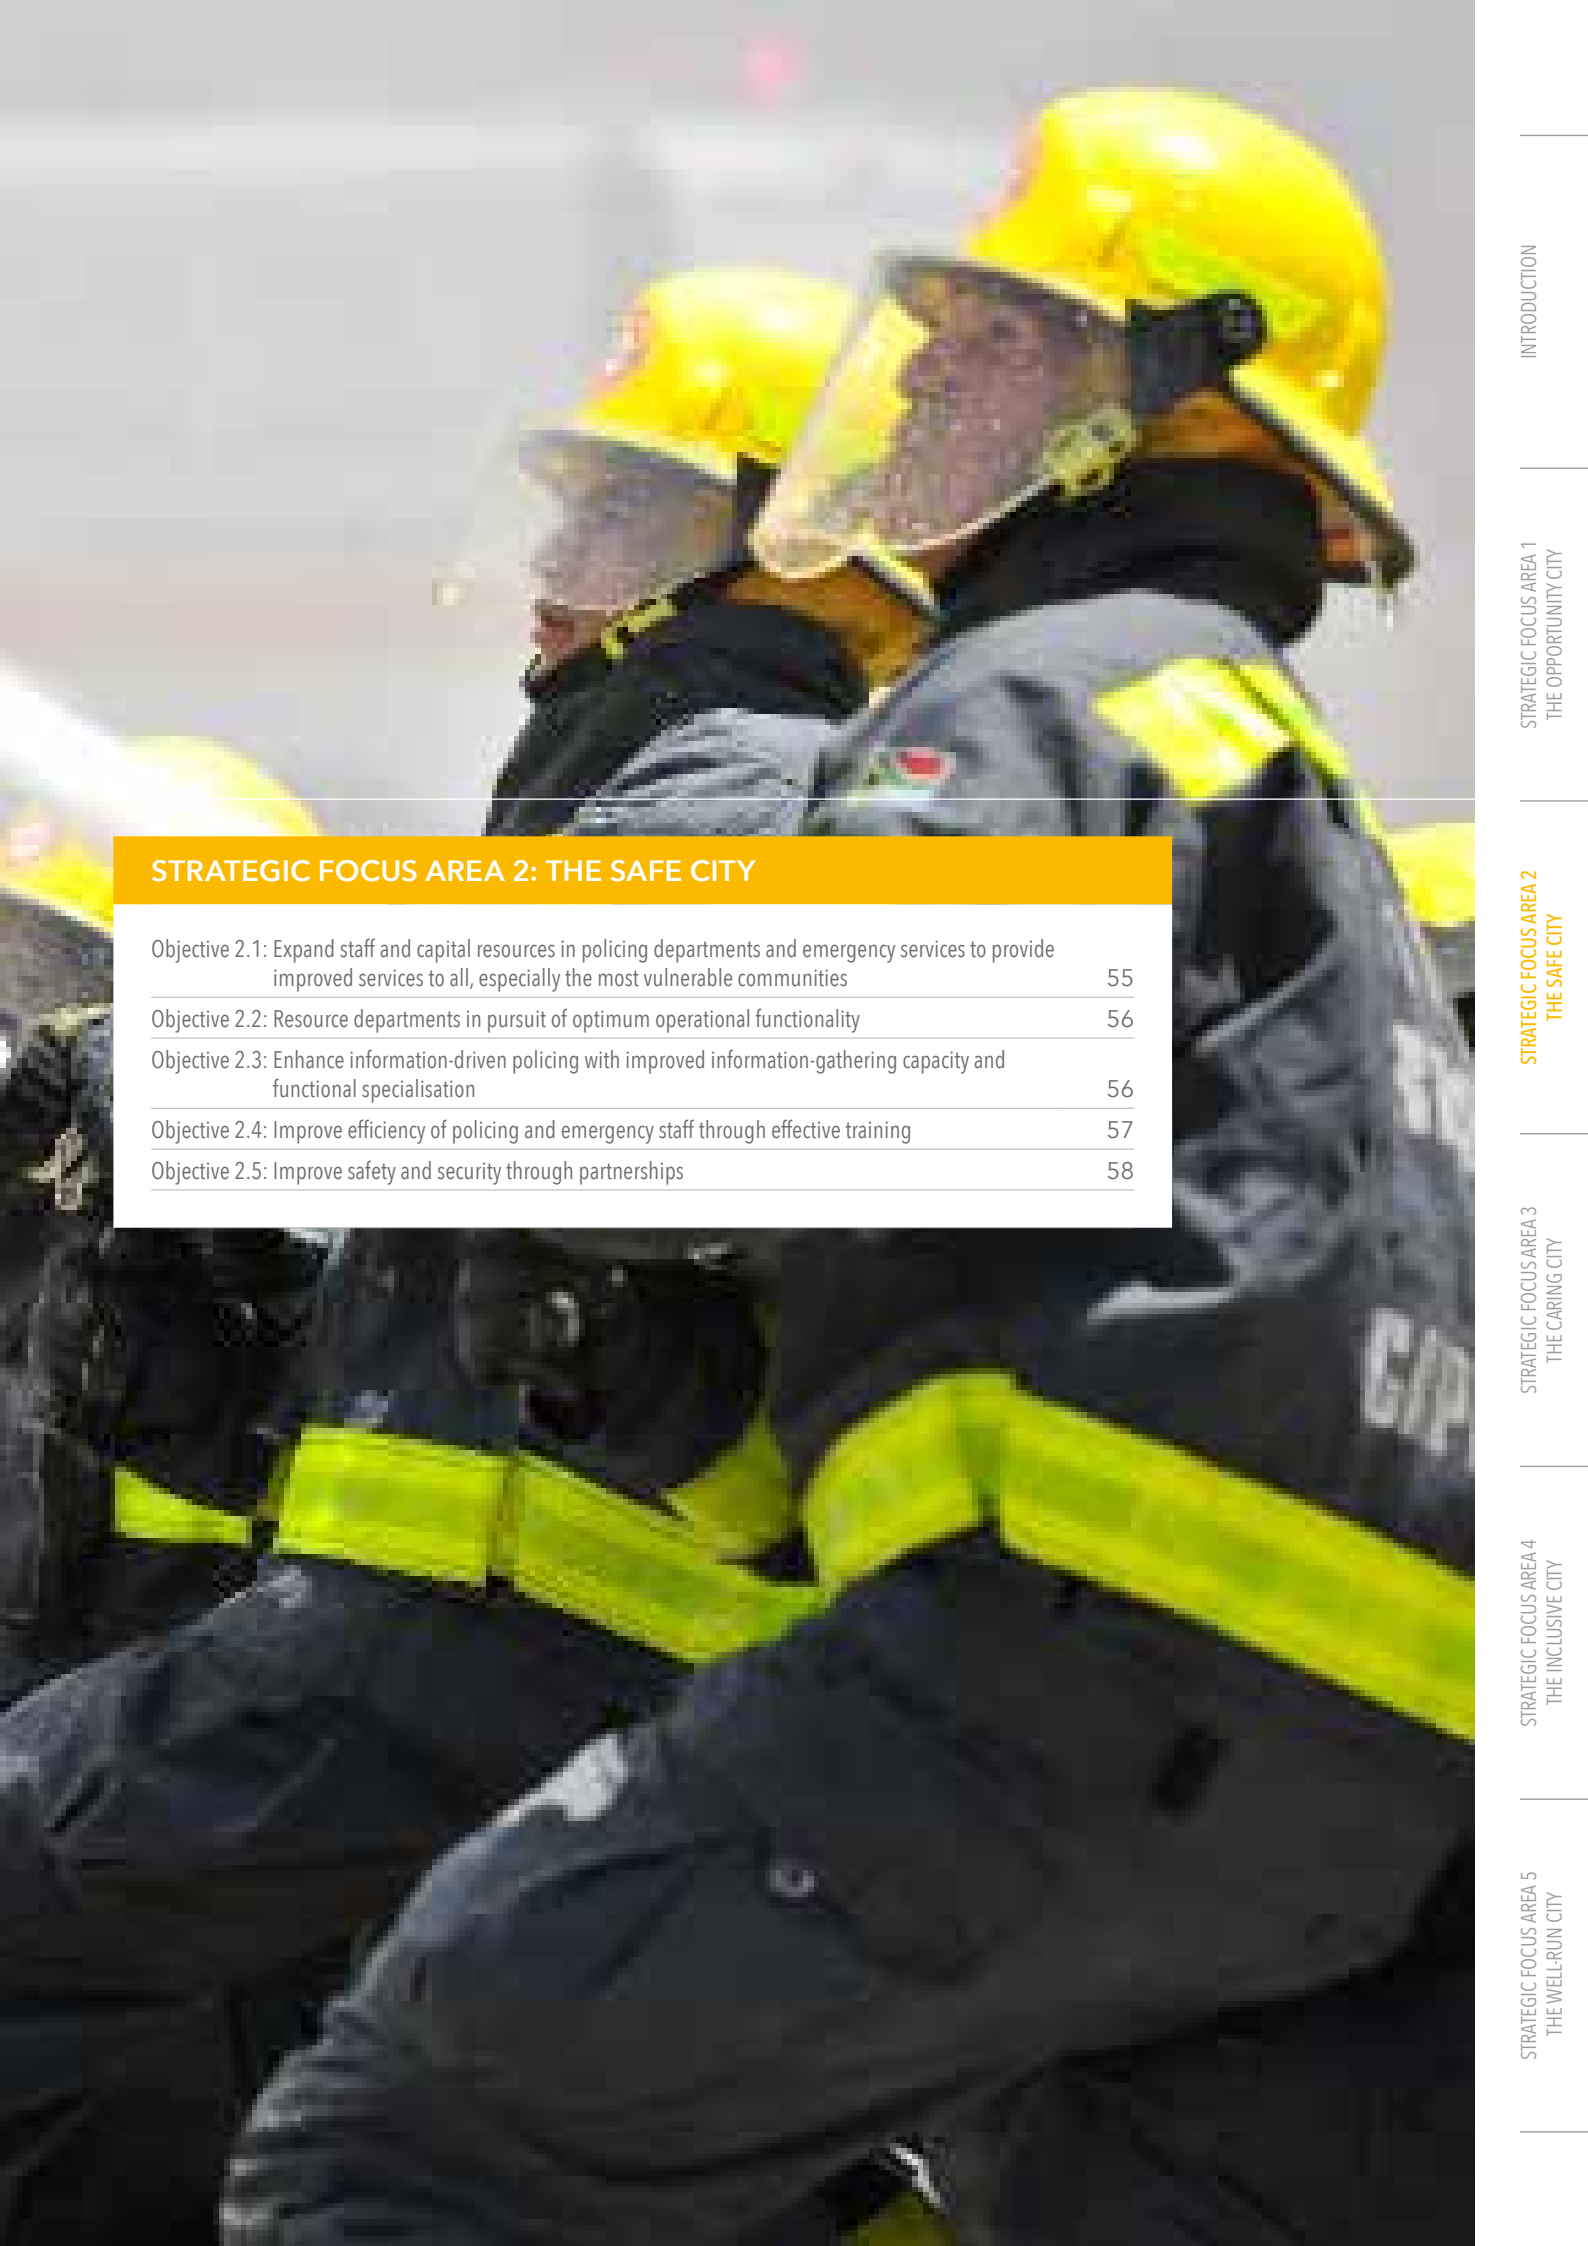 STRATEGIC FOCUS AREA 2: THE SAFE CITY
Objective 2.1: Expand staff and capital resources in policing departments and emergency services to provide
improved services to all, especially the most vulnerable communities 55
Objective 2.2: Resource departments in pursuit of optimum operational functionality 56
Objective 2.3: Enhance information-driven policing with improved information-gathering capacity and
functional specialisation 56
Objective 2.4: Improve efficiency of policing and emergency staff through effective training 57
Objective 2.5: Improve safety and security through partnerships 58
INTRODUCTION
STRATEGIC FOCUS AREA 1
THE OPPORTUNITY CITY
STRATEGIC FOCUS AREA 2
THE SAFE CITY
STRATEGIC FOCUS AREA 3
THE CARING CITY
STRATEGIC FOCUS AREA 4
THE INCLUSIVE CITY
STRATEGIC FOCUS AREA 5
THE WELL-RUN CITY